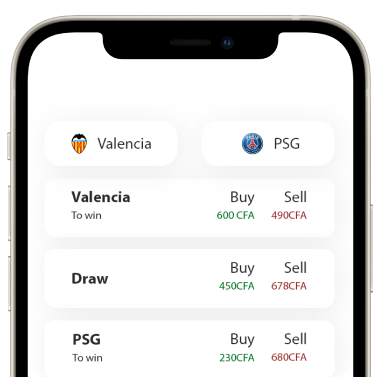 Valencia
PSG
Valencia Buy Sell
To win 600 CFA 490CFA
Draw Buy Sell
450CFA 678CFA
PSG Buy Sell
To win 230CFA 680CFA